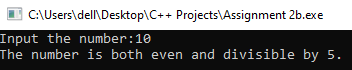 C:\Users\dell\Desktop\C++ Projects\Assignment 2b.exe
Input the number:10
The number is both even and divisible by 5.